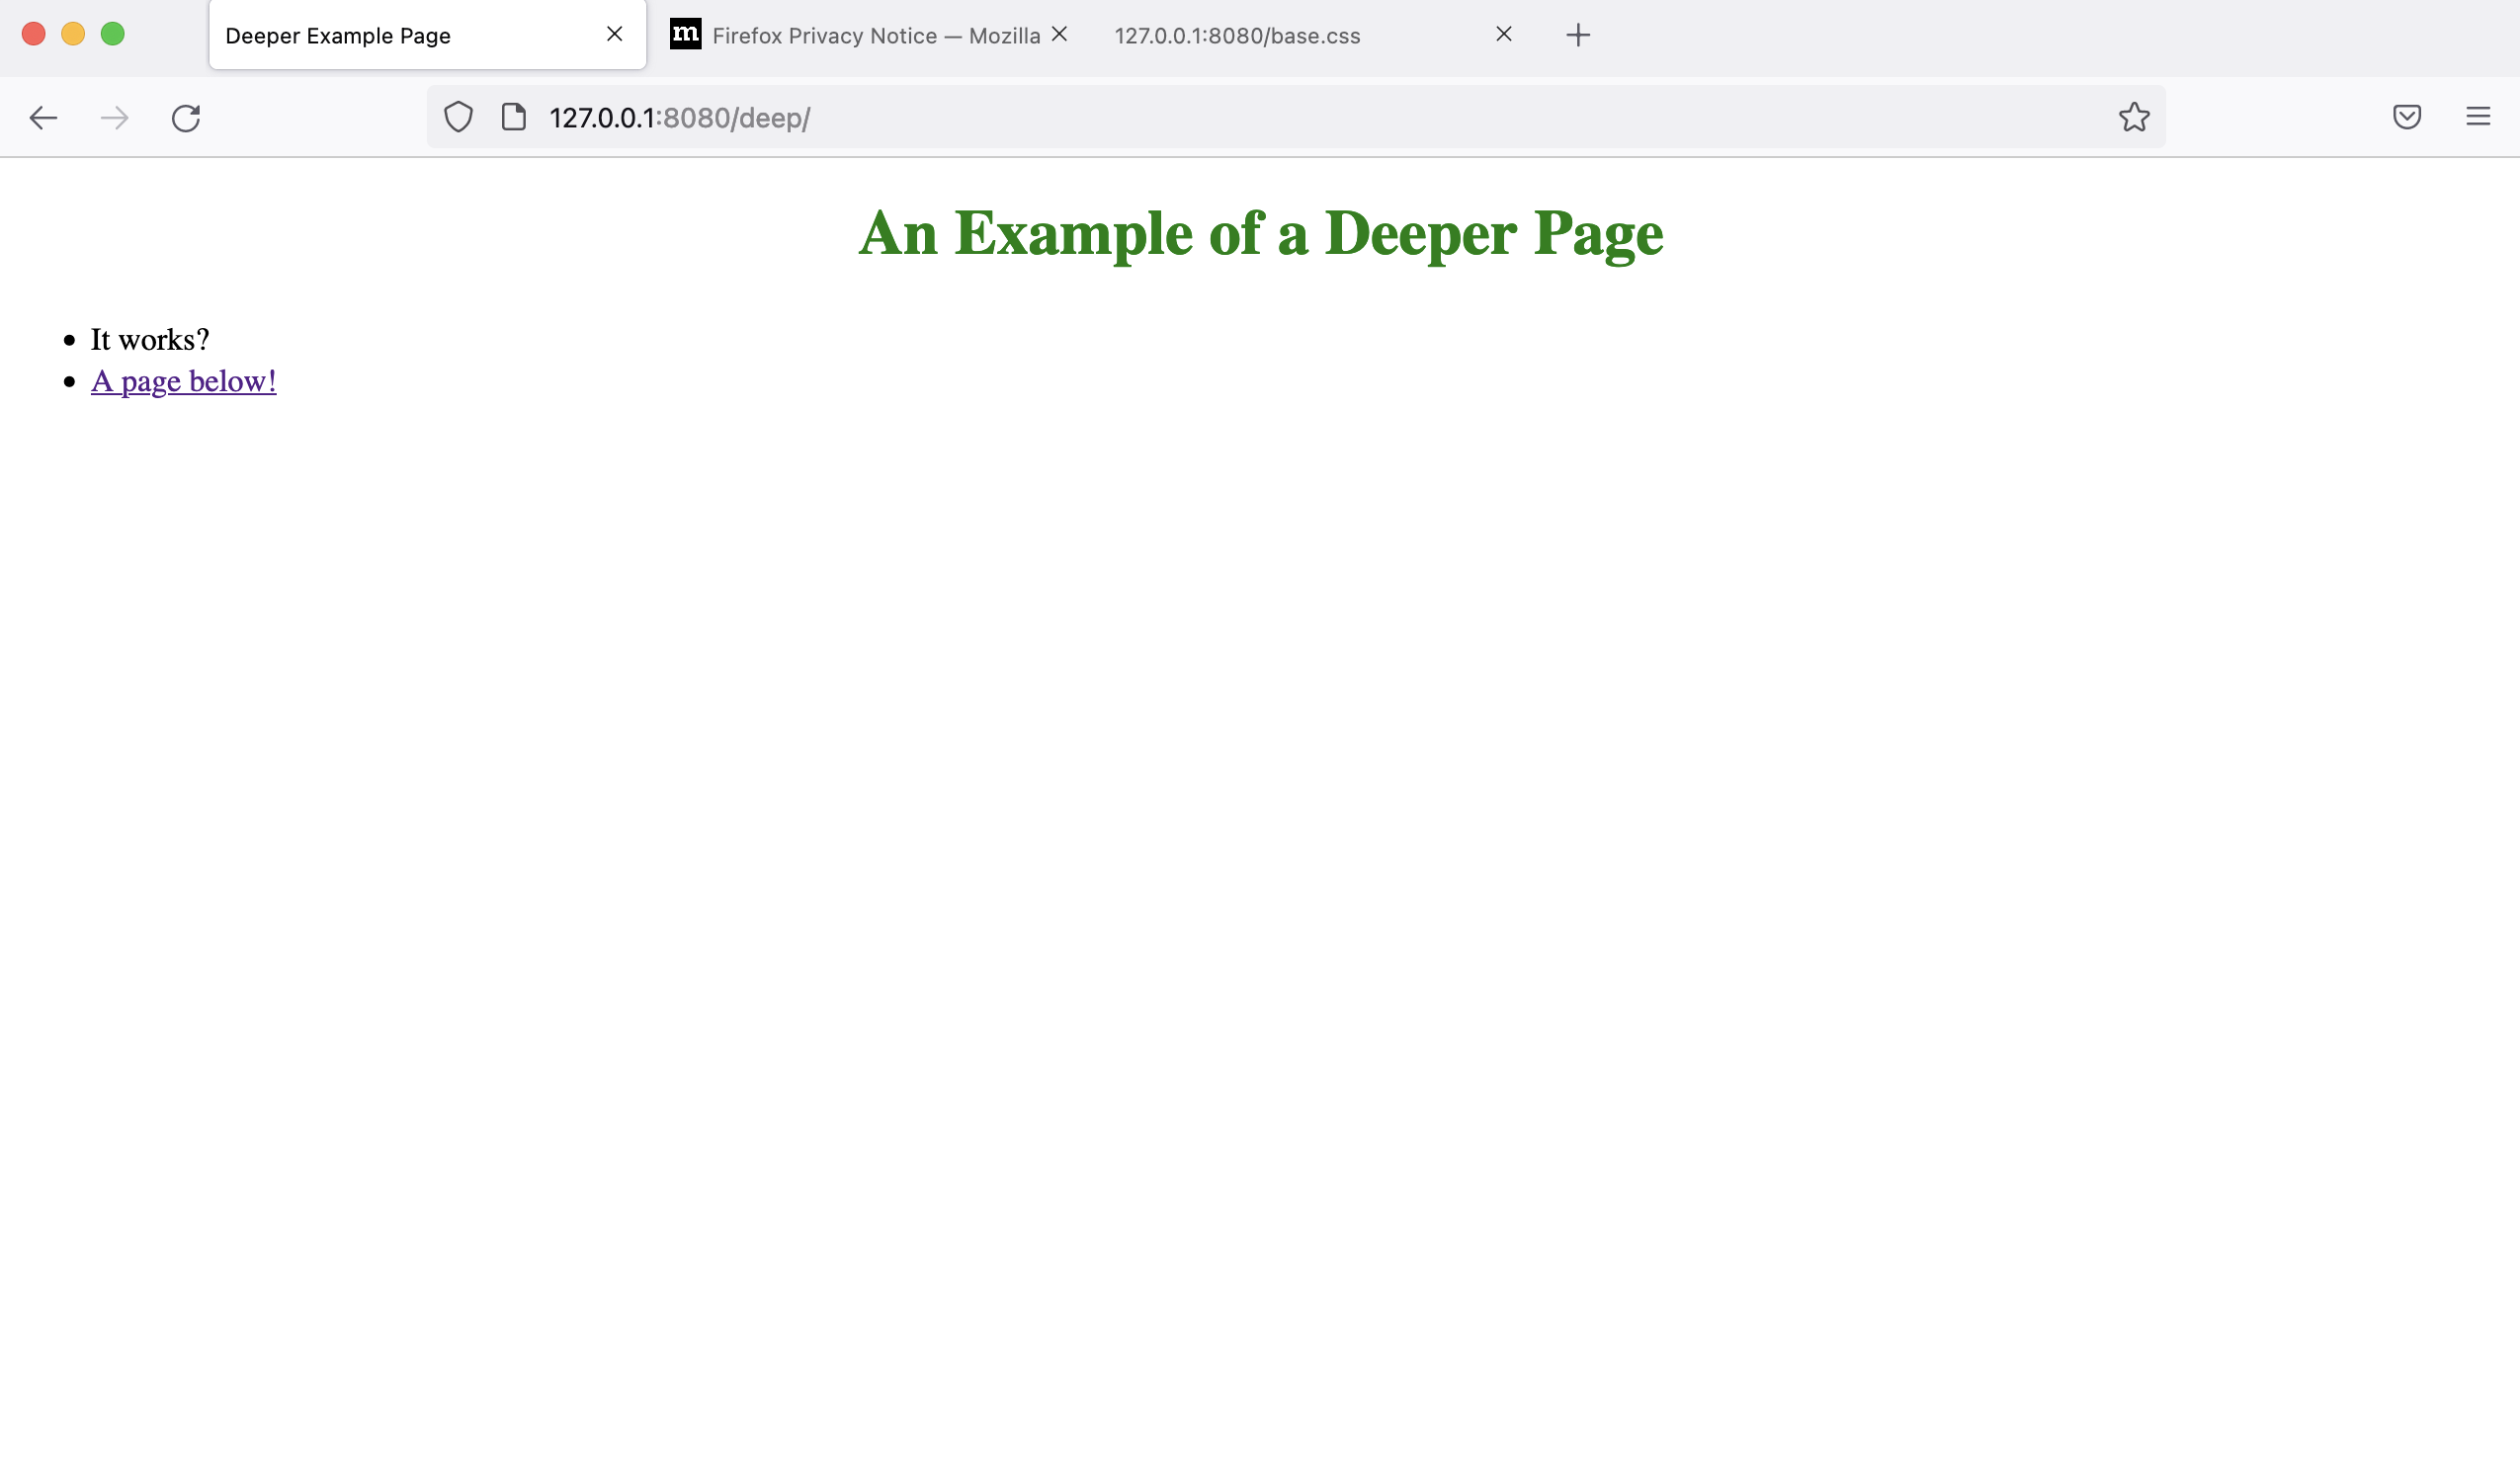 Deeper Example Page
m Firefox Privacy Notice — Mozilla
127.0.0.1:8080/base.css
127.0.0.1:8080/deep/
An Example of a Deeper Page
It works?
A page below!